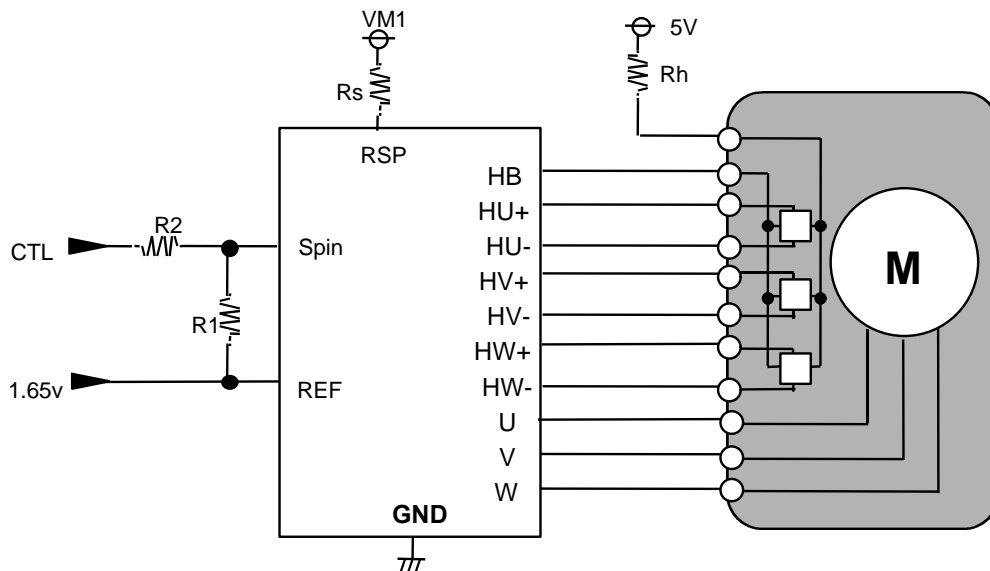 VM1
5V
Rs
Rh
RSP
HB
HU+
R2
CTL
Spin
HU-
HV+
R1
HV-
HW+
1.65v
REF
HW-
U
V
W
GND
M